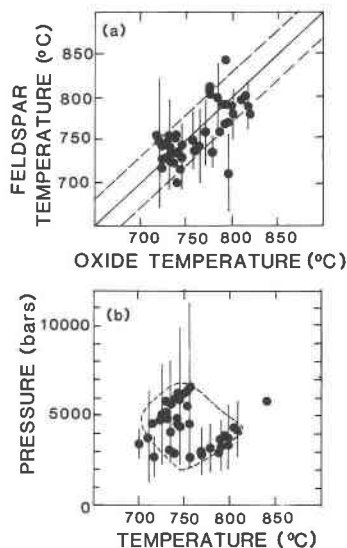 (a)
850
800
750
700
FELDSPAR
TEMPERATURE
(°C)
700 750 800 850
OXIDE TEMPERATURE (°C)
(b)
10000
5000
0
PRESSURE (bars)
700 750 800 850
TEMPERATURE (°C)